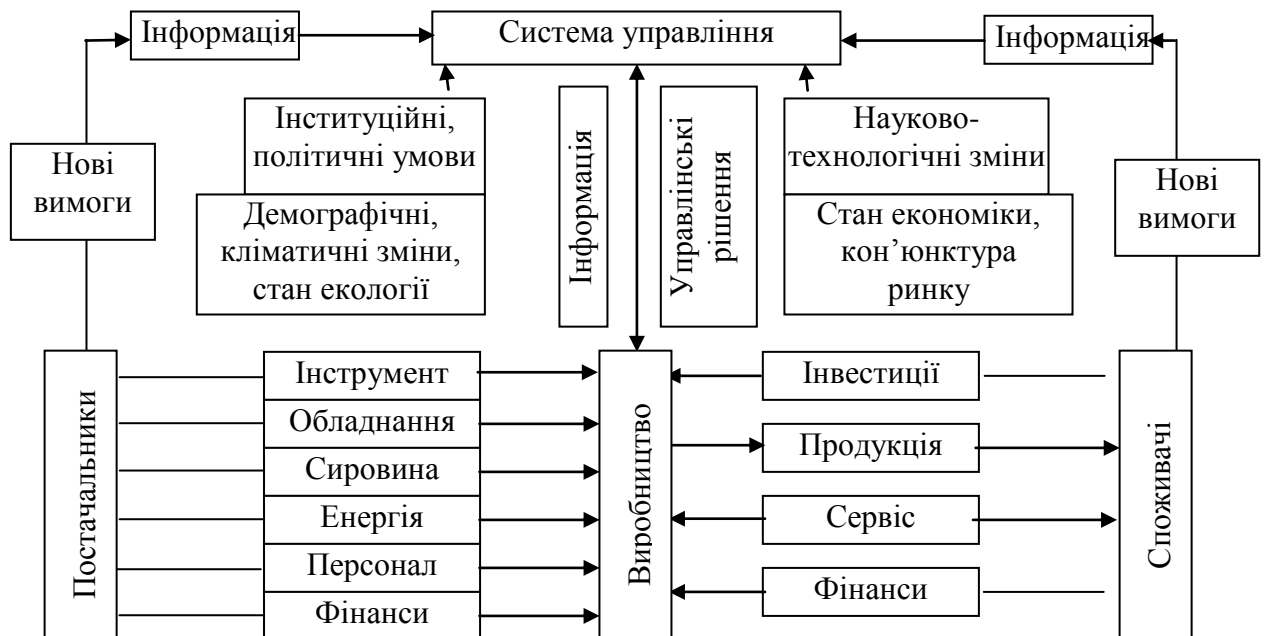 Інформація
Система управління
Інформація
Інституційні,
політичні умови
Демографічні,
кліматичні зміни,
стан екології
Інформація
Управлінські
рішення
Науково-
технологічні зміни
Стан економіки,
кон’юнктура
ринку
Нові
вимоги
Нові
вимоги
Постачальники
Інструмент
Обладнання
Сировина
Енергія
Персонал
Фінанси
Виробництво
Інвестиції
Продукція
Сервіс
Фінанси
Споживачі